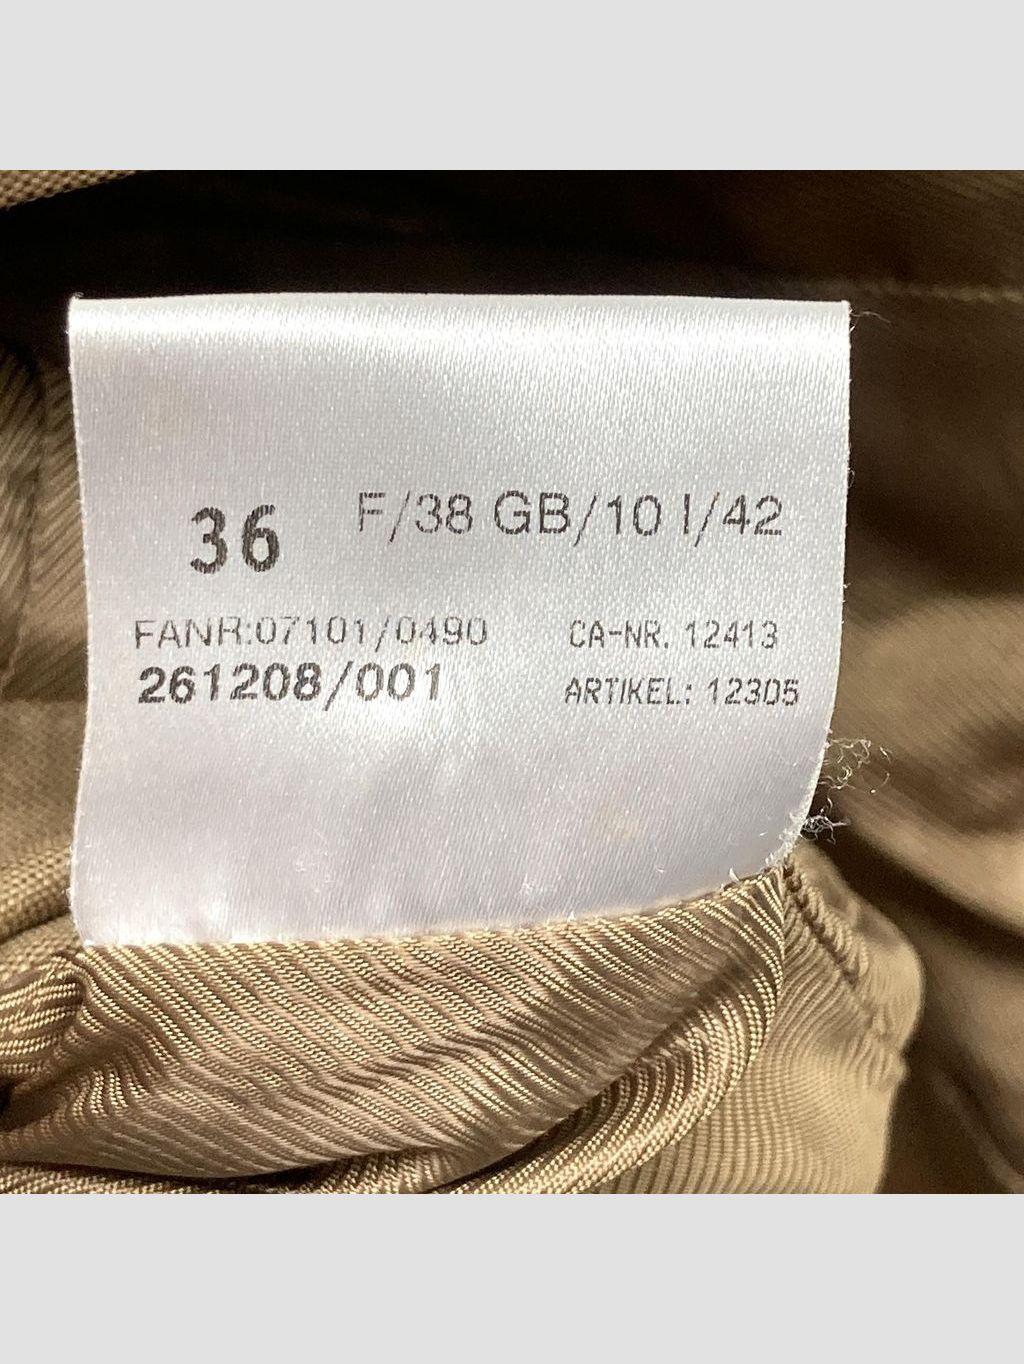 36 F/38 GB/10 I/42
FANR:07101/0490 CA-NR. 12413
261208/001 ARTIKEL: 12305